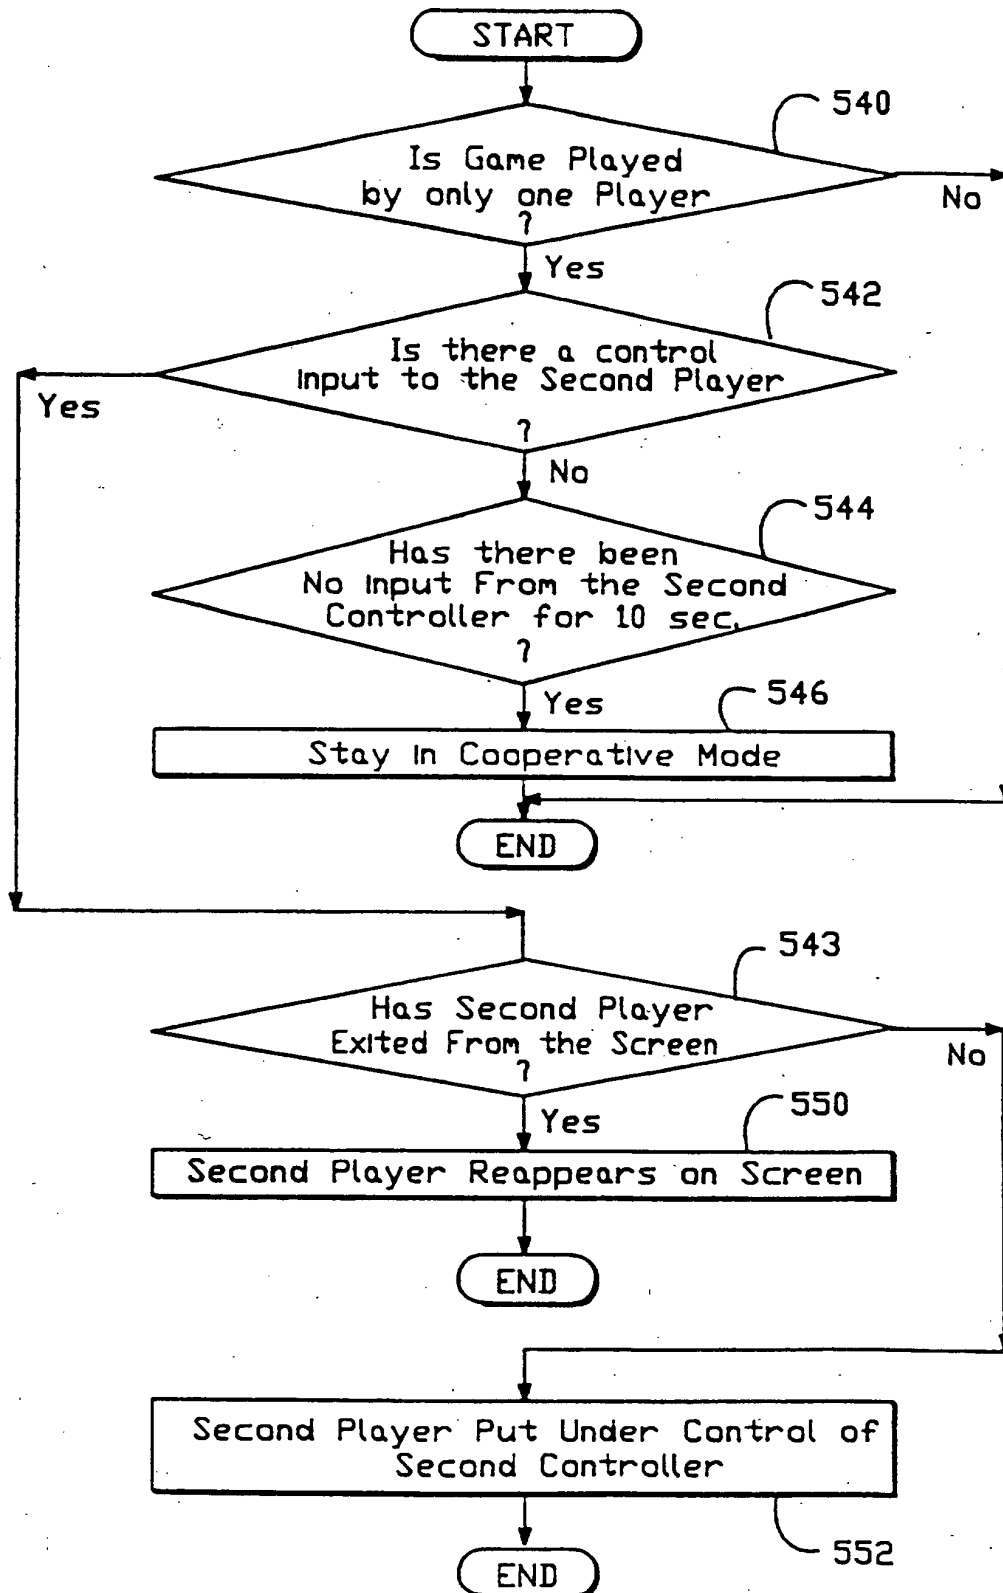 START
540
Is Game Played
by only one Player
?
No
Yes
542
Is there a control
Input to the Second Player
?
Yes
No
544
Has there been
No Input From the Second
Controller for 10 sec.
?
Yes
546
Stay in Cooperative Mode
END
543
Has Second Player
Exited From the Screen
?
No
Yes
550
Second Player Reappears on Screen
END
Second Player Put Under Control of
Second Controller
552
END